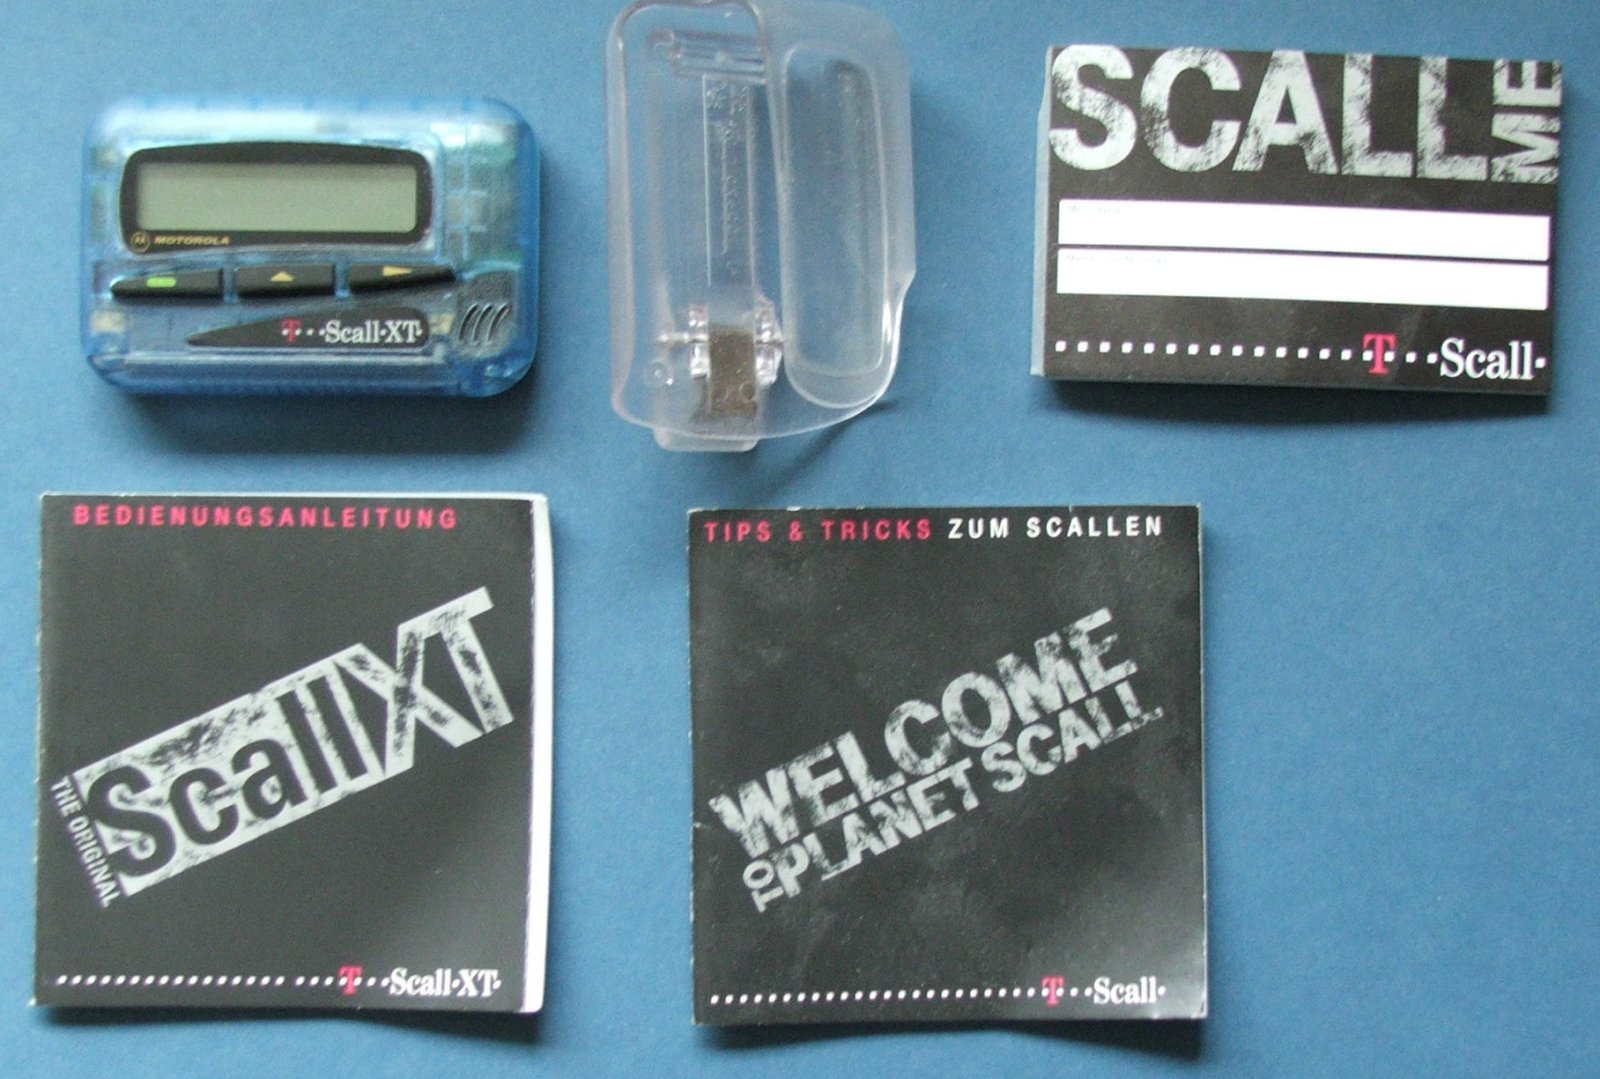 MOTOROLA
T···Scall·XT·
SCALL
ME
T···Scall·
BEDIENUNGSANLEITUNG
ScallXT
THE ORIGINAL
T···Scall·XT·
TIPS & TRICKS ZUM SCALLEN
WELCOME
TO PLANET SCALL
T···Scall·